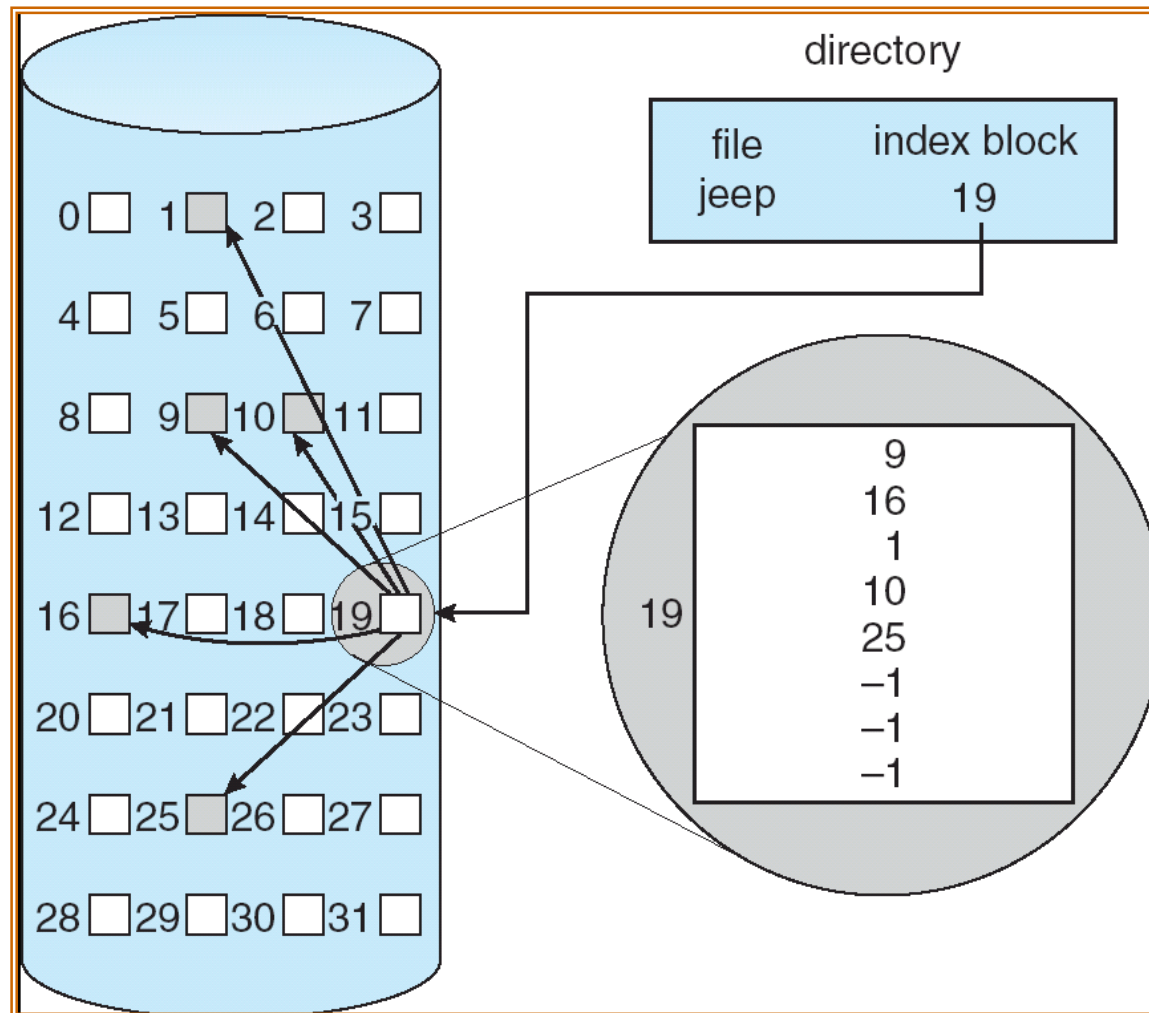 directory
file index block
jeep 19
0 1 2 3
4 5 6 7
8 9 10 11
12 13 14 15
16 17 18 19
20 21 22 23
24 25 26 27
28 29 30 31
19
9
16
1
10
25
–1
–1
–1